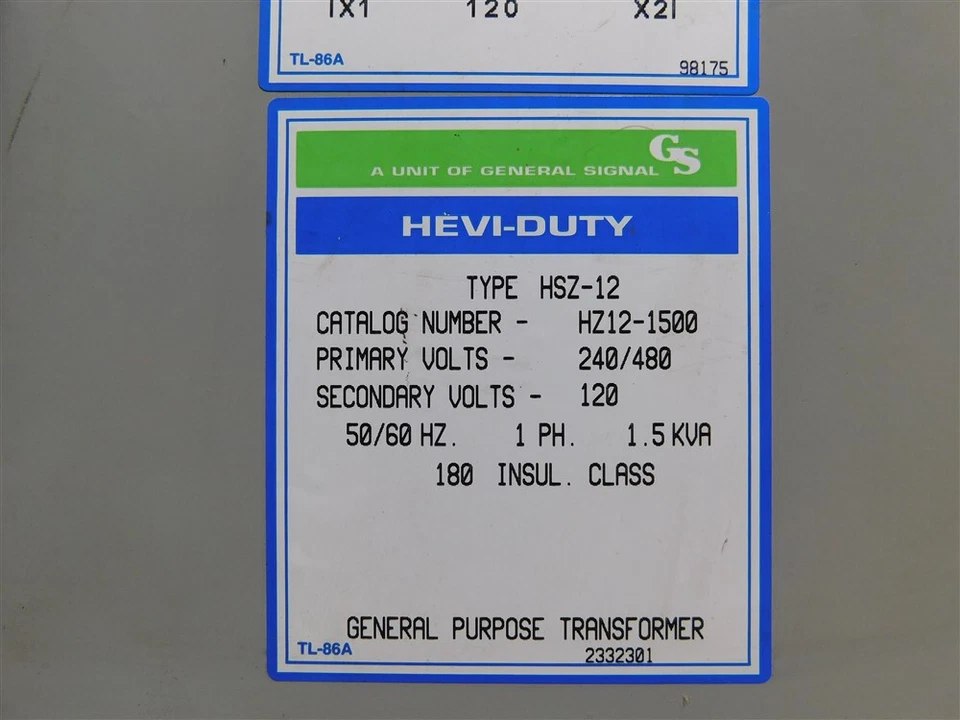 X1 120 X2
TL-86A 98175
GS
A UNIT OF GENERAL SIGNAL
HEVI-DUTY
TYPE HSZ-12
CATALOG NUMBER - HZ12-1500
PRIMARY VOLTS - 240/480
SECONDARY VOLTS - 120
50/60 HZ. 1 PH. 1.5 KVA
180 INSUL. CLASS
GENERAL PURPOSE TRANSFORMER
TL-86A 2332301